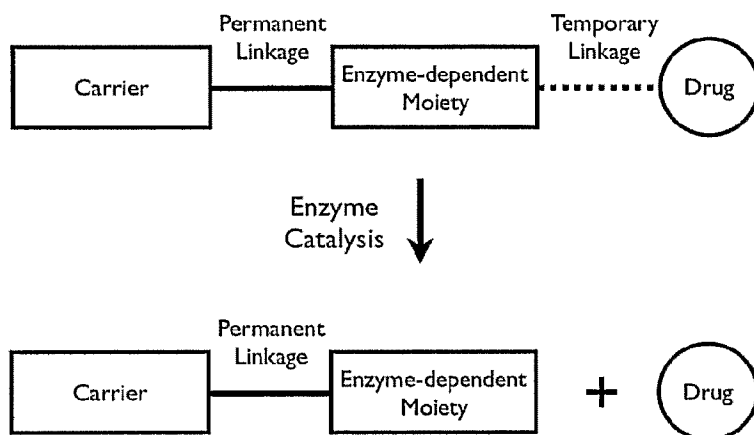 Permanent
Linkage
Temporary
Linkage
Carrier
Enzyme-dependent
Moiety
Drug
Enzyme
Catalysis
Permanent
Linkage
Carrier
Enzyme-dependent
Moiety
+
Drug